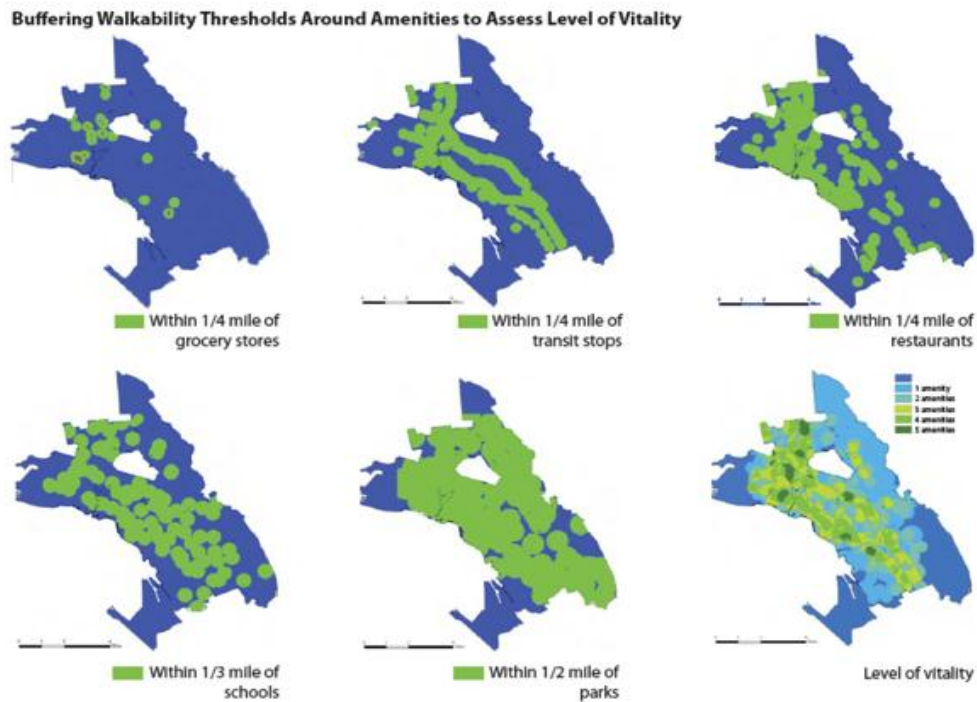 Buffering Walkability Thresholds Around Amenities to Assess Level of Vitality
Within 1/4 mile of
grocery stores
Within 1/4 mile of
transit stops
Within 1/4 mile of
restaurants
1 amenity
2 amenities
3 amenities
4 amenities
5 amenities
Within 1/3 mile of
schools
Within 1/2 mile of
parks
Level of vitality